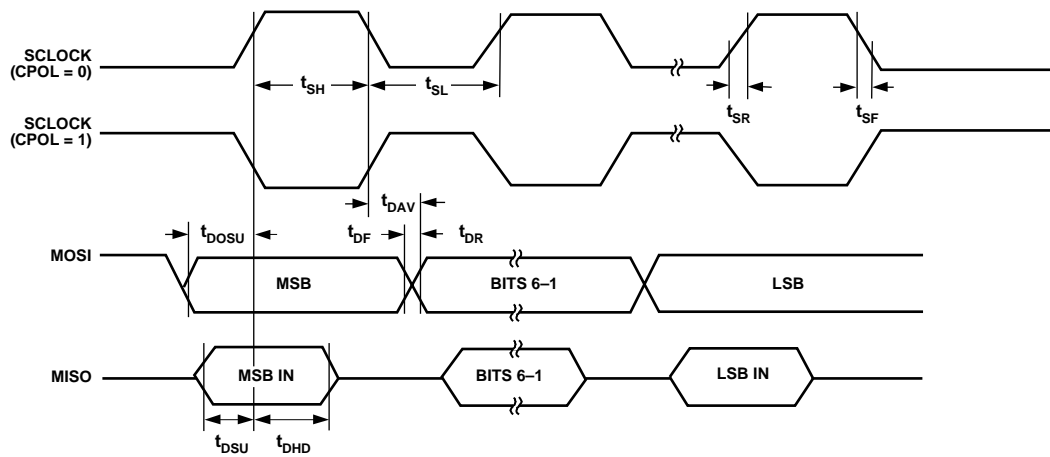 SCLOCK
(CPOL = 0)
tSH
tSL
tSR
tSF
SCLOCK
(CPOL = 1)
tDAV
tDOSU
tDF
tDR
MOSI
MSB
BITS 6–1
LSB
MISO
MSB IN
BITS 6–1
LSB IN
tDSU
tDHD